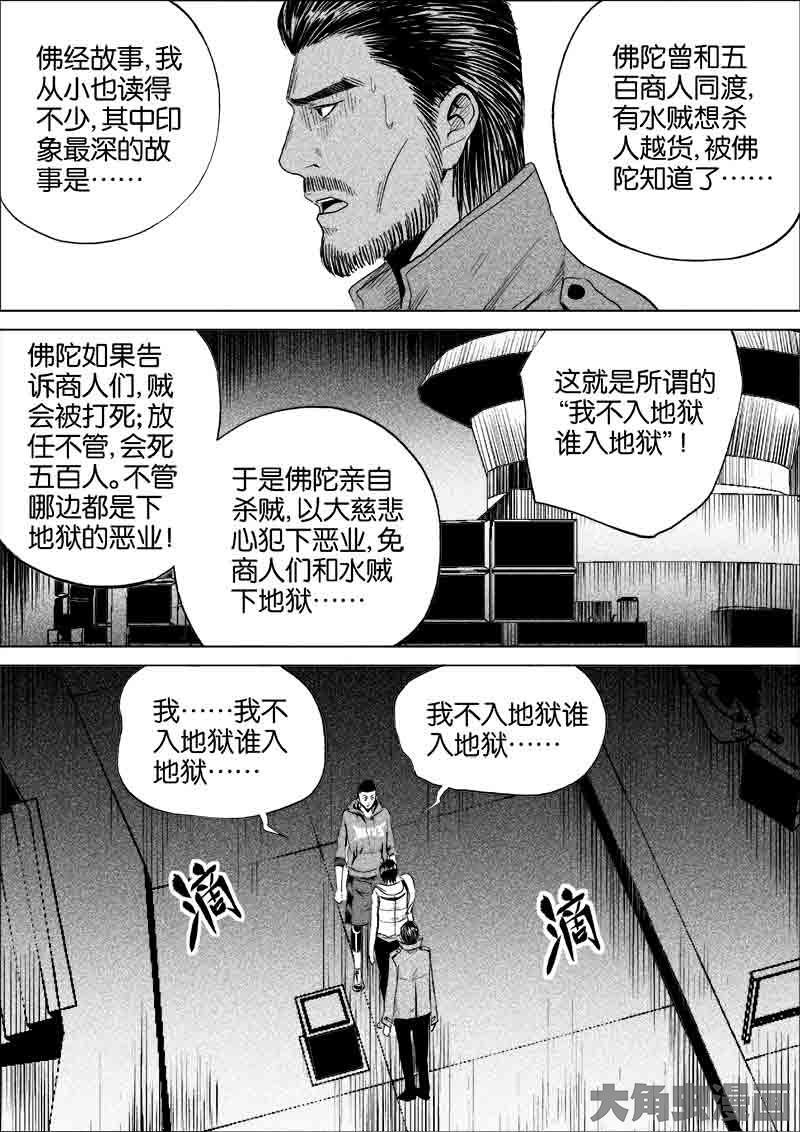 佛经故事,我
从小也读得
不少,其中印
象最深的故
事是……
佛陀曾和五
百商人同渡,
有水贼想杀
人越货,被佛
陀知道了……
佛陀如果告
诉商人们,贼
会被打死;放
任不管,会死
五百人。不管
哪边都是下
地狱的恶业!
于是佛陀亲自
杀贼,以大慈悲
心犯下恶业,免
商人们和水贼
下地狱……
这就是所谓的
“我不入地狱
谁入地狱”!
我……我不
入地狱谁入
地狱……
我不入地狱谁
入地狱……
滴
滴
大角虫漫画